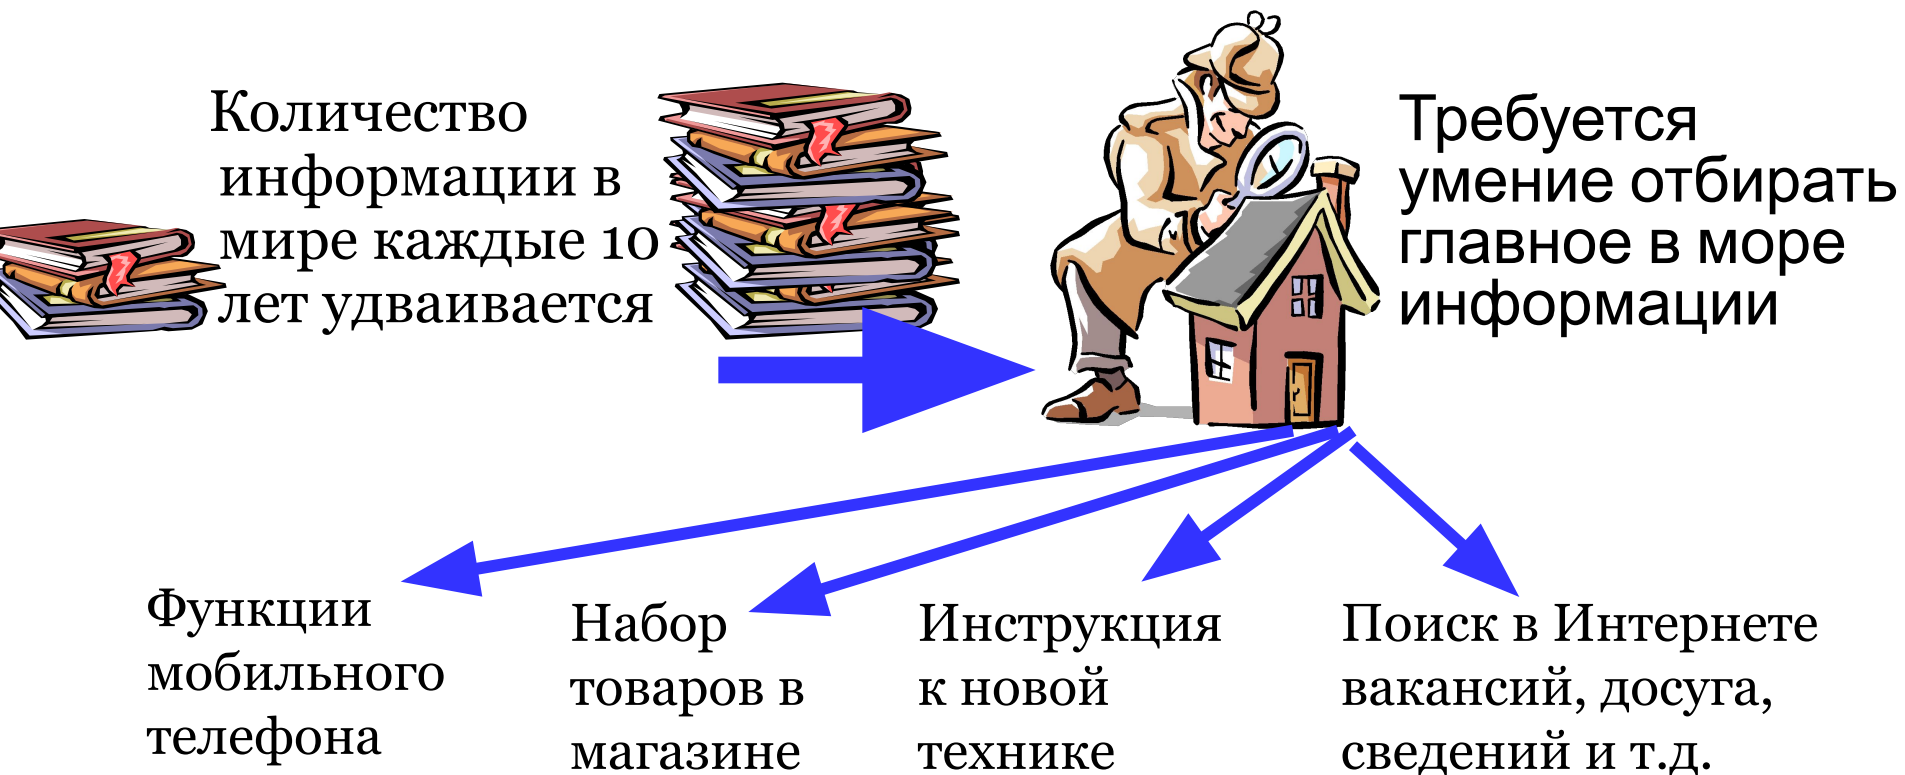 Количество
информации в
мире каждые 10
лет удваивается
Требуется
умение отбирать
главное в море
информации
Функции
мобильного
телефона
Набор
товаров в
магазине
Инструкция
к новой
технике
Поиск в Интернете
вакансий, досуга,
сведений и т.д.